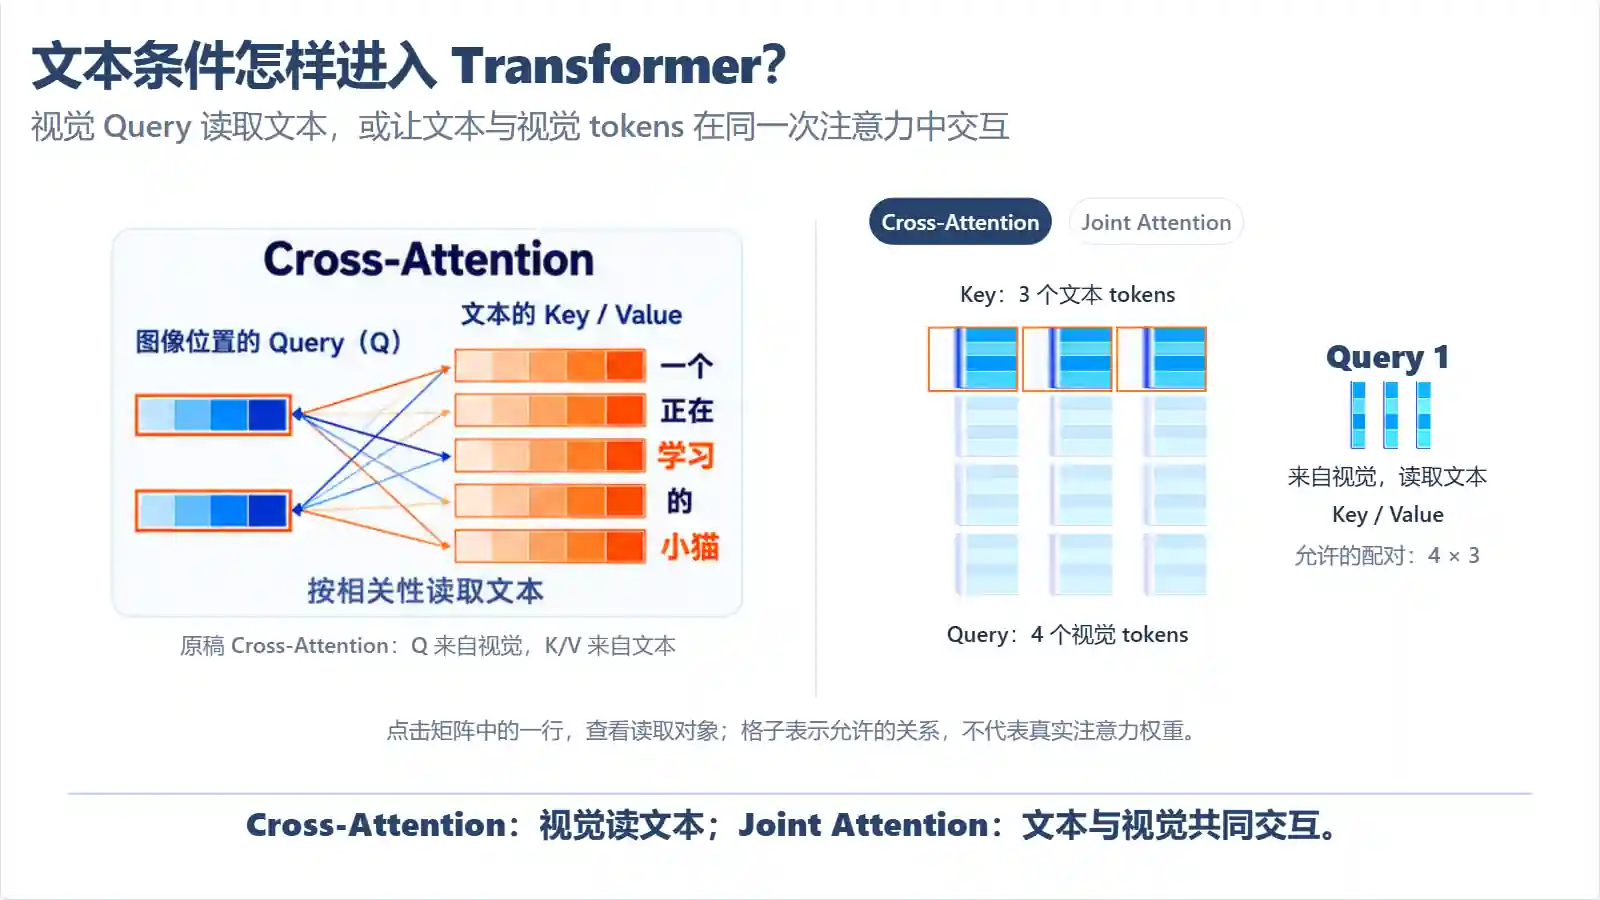 文本条件怎样进入 Transformer?
视觉 Query 读取文本，或让文本与视觉 tokens 在同一次注意力中交互
Cross-Attention
图像位置的 Query（Q）
文本的 Key / Value
一个
正在
学习
的
小猫
按相关性读取文本
原稿 Cross-Attention：Q 来自视觉，K/V 来自文本
Cross-Attention
Joint Attention
Key：3 个文本 tokens
Query：4 个视觉 tokens
Query 1
来自视觉，读取文本
Key / Value
允许的配对：4 × 3
点击矩阵中的一行，查看读取对象；格子表示允许的关系，不代表真实注意力权重。
Cross-Attention：视觉读文本；Joint Attention：文本与视觉共同交互。